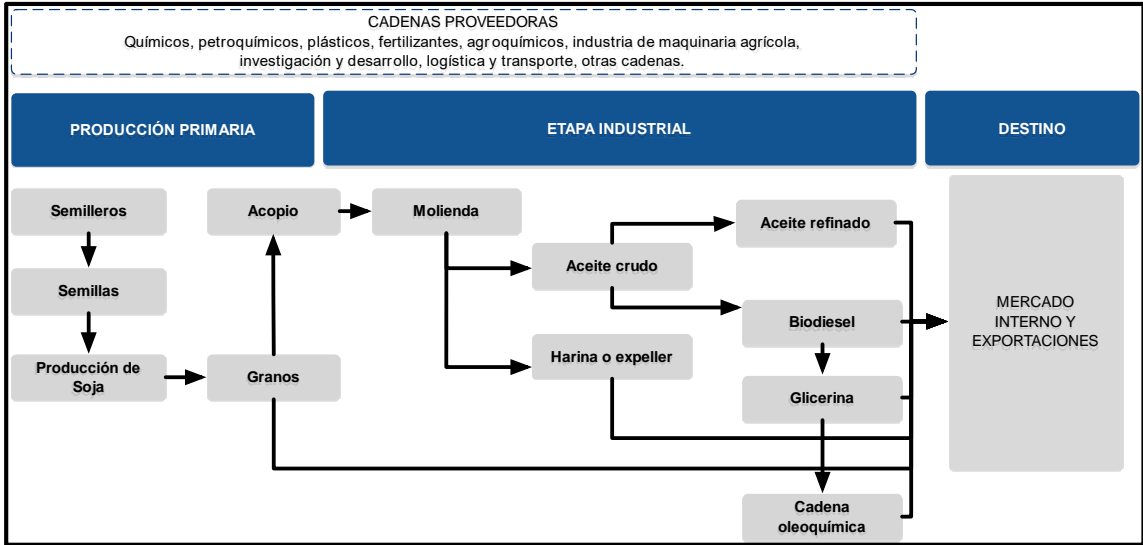 CADENAS PROVEEDORAS
Químicos, petroquímicos, plásticos, fertilizantes, agroquímicos, industria de maquinaria agrícola,
investigación y desarrollo, logística y transporte, otras cadenas.
PRODUCCIÓN PRIMARIA
ETAPA INDUSTRIAL
DESTINO
Semilleros
Acopio
Molienda
Aceite refinado
Aceite crudo
Semillas
Biodiesel
MERCADO
INTERNO Y
EXPORTACIONES
Producción de
Soja
Granos
Harina o expeller
Glicerina
Cadena
oleoquímica